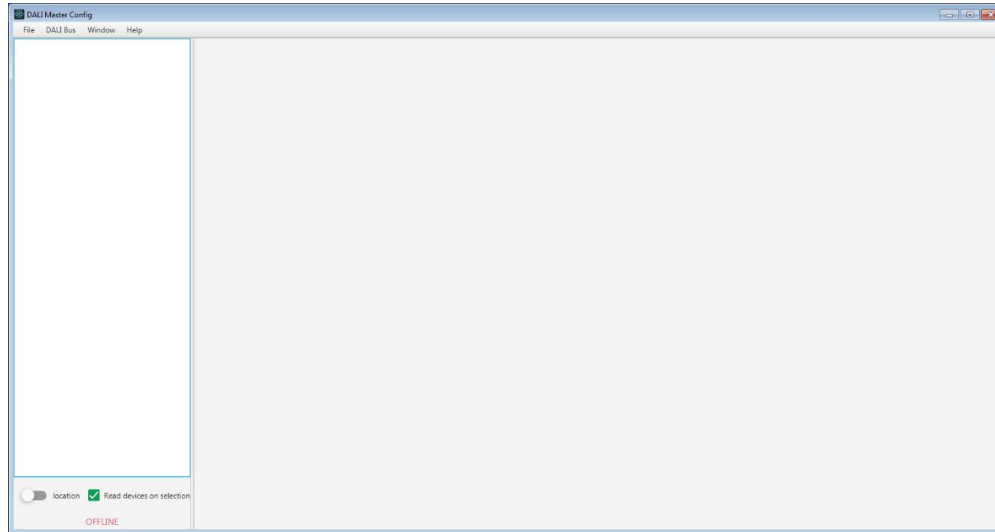 DALI Master Config
File DALI Bus Window Help
location Read devices on selection
OFFLINE